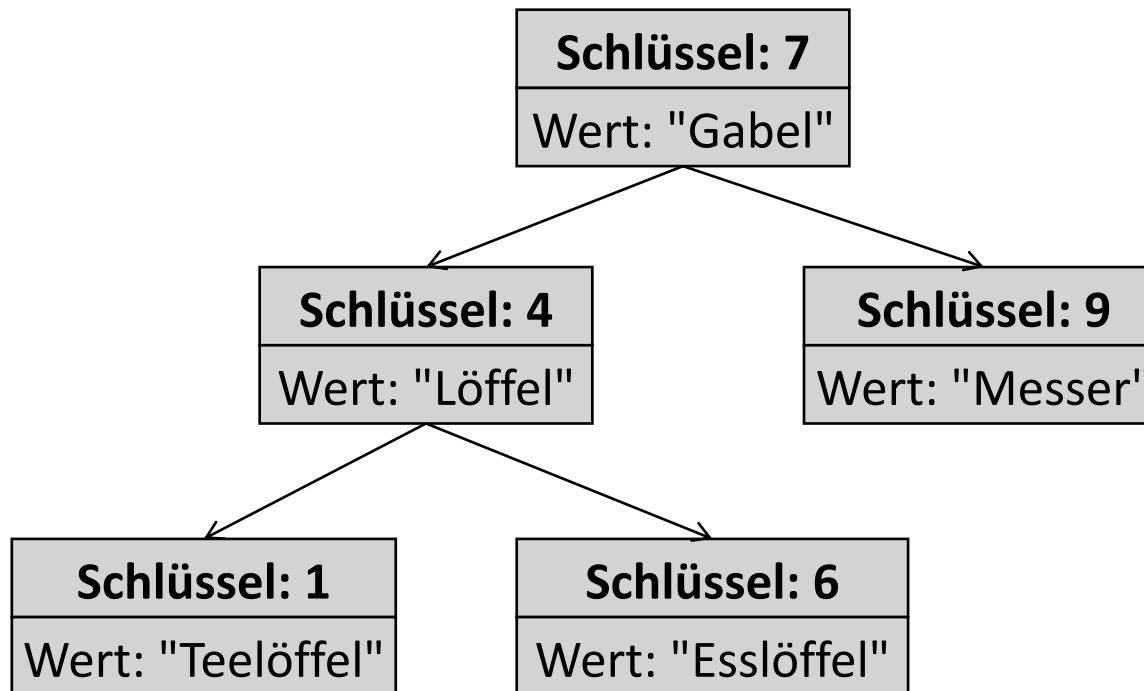 Schlüssel: 7
Wert: "Gabel"
Schlüssel: 4
Wert: "Löffel"
Schlüssel: 9
Wert: "Messer"
Schlüssel: 1
Wert: "Teelöffel"
Schlüssel: 6
Wert: "Esslöffel"